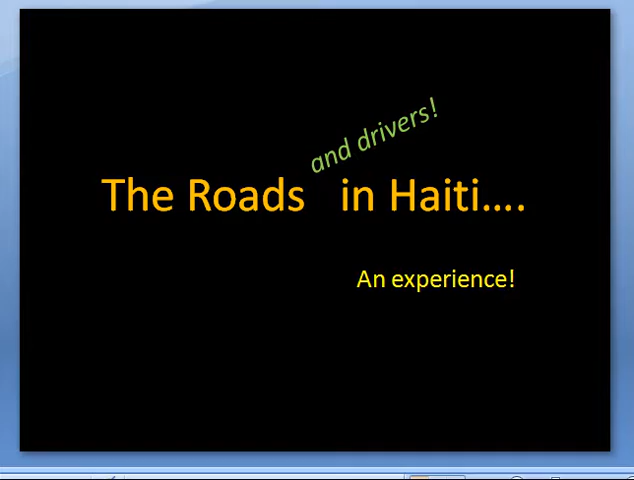 and drivers!
The Roads in Haiti....
An experience!